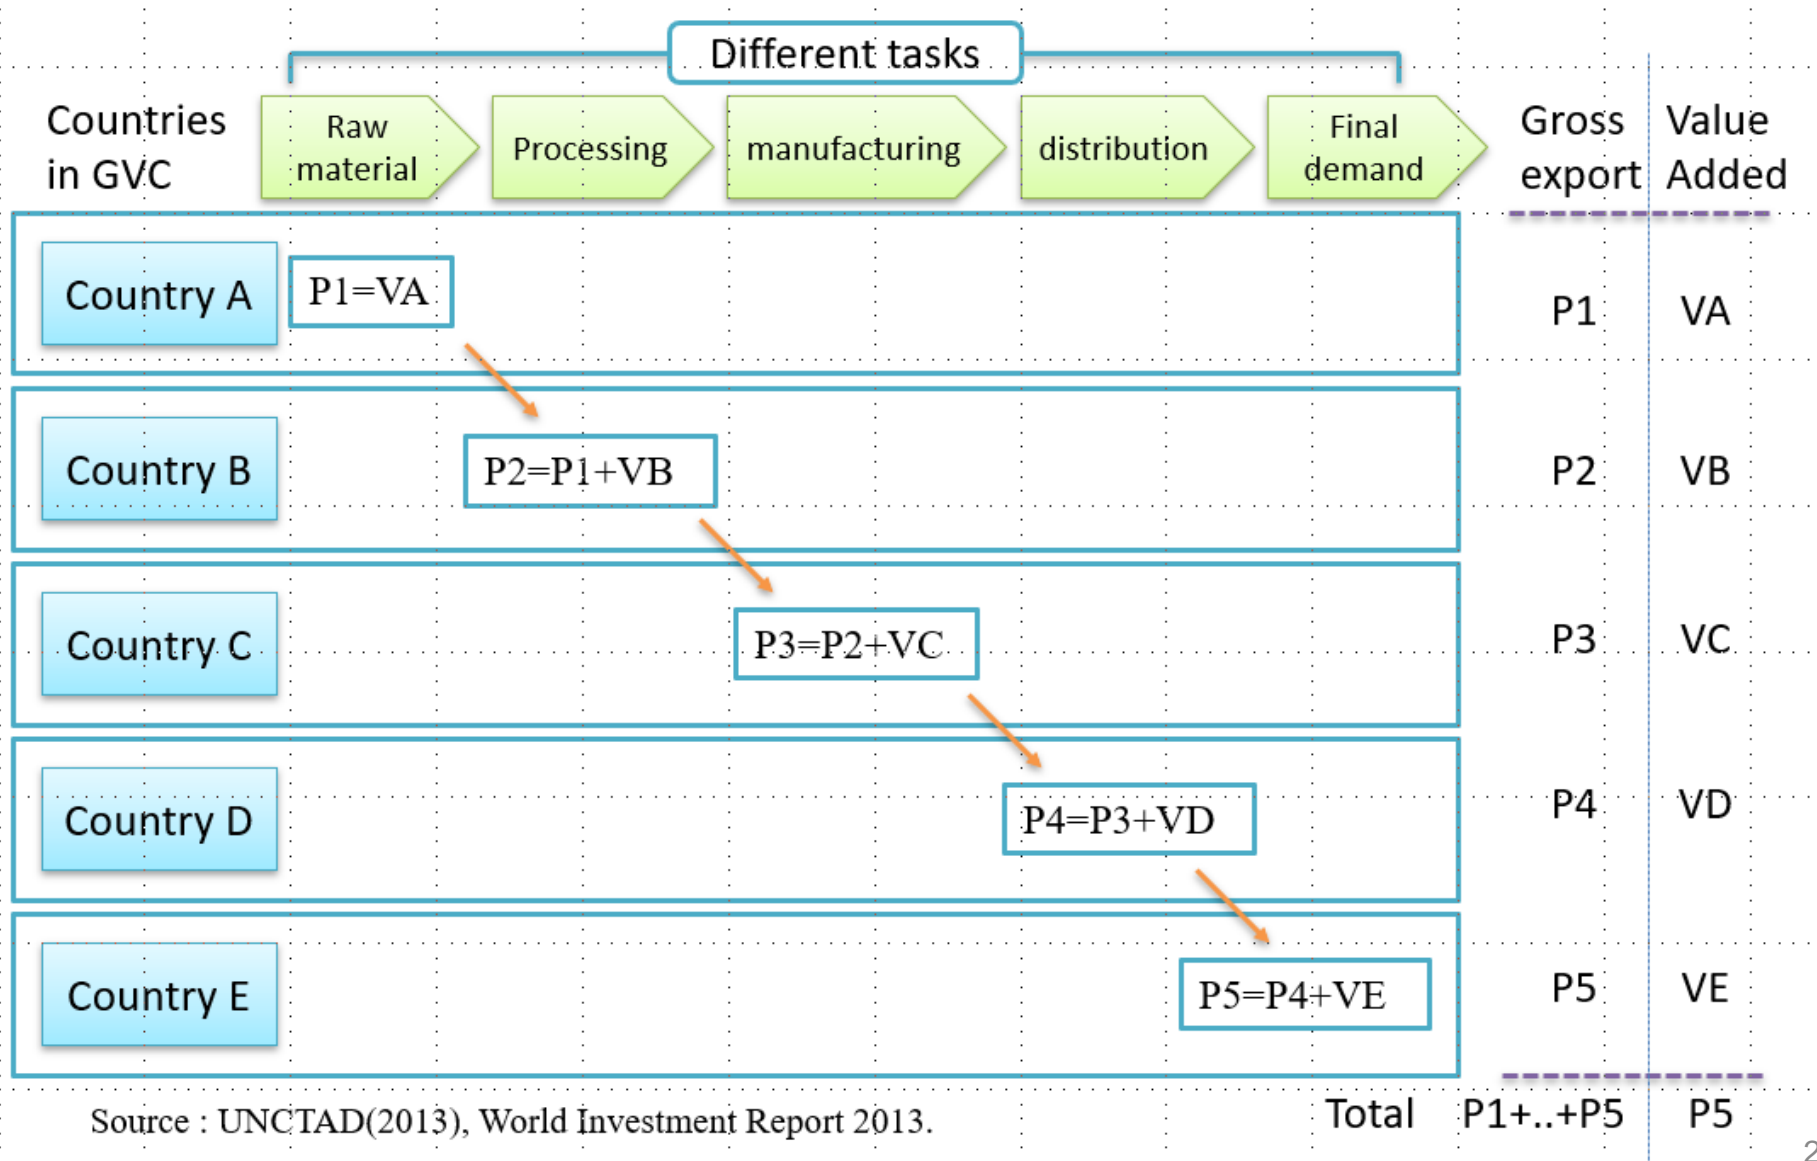 Different tasks
Countries
in GVC
Raw
material
Processing
manufacturing
distribution
Final
demand
Gross
export
Value
Added
Country A
P1=VA
P1
VA
Country B
P2=P1+VB
P2
VB
Country C
P3=P2+VC
P3
VC
Country D
P4=P3+VD
P4
VD
Country E
P5=P4+VE
P5
VE
Source : UNCTAD(2013), World Investment Report 2013.
Total
P1+..+P5
P5
2